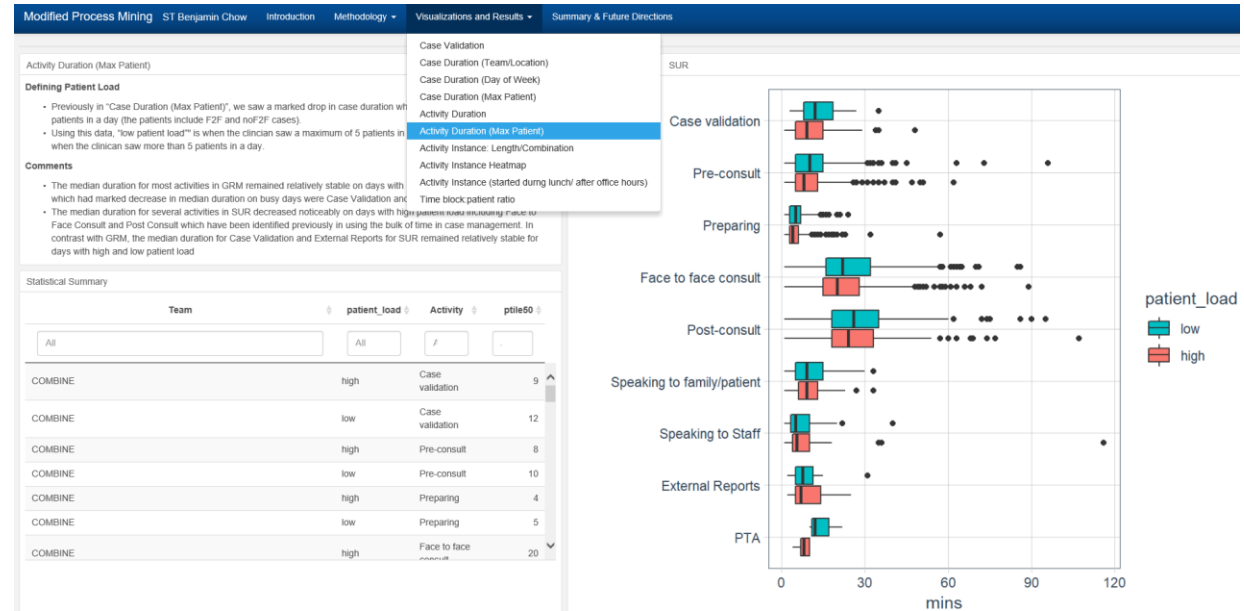 Modified Process Mining ST Benjamin Chow Introduction Methodology Visualizations and Results Summary & Future Directions
Case Validation
Case Duration (Team/Location)
Case Duration (Day of Week)
Case Duration (Max Patient)
Activity Duration
Activity Duration (Max Patient)
Activity Instance: Length/Combination
Activity Instance Heatmap
Activity Instance (started durng lunch/ after office hours)
Time block:patient ratio
Activity Duration (Max Patient)
Defining Patient Load
Previously in "Case Duration (Max Patient)", we saw a marked drop in case duration
patients in a day (the patients include F2F and noF2F cases).
Using this data, "low patient load"" is when the clincian saw a maximum of 5 patients in
when the clinican saw more than 5 patients in a day.
Comments
The median duration for most activities in GRM remained relatively stable on days with
which had marked decrease in median duration on busy days were Case Validation and
The median duration for several activities in SUR decreased noticeably on days with high patient load including Face to
Face Consult and Post Consult which have been identified previously in using the bulk of time in case management. In
contrast with GRM, the median duration for Case Validation and External Reports for SUR remained relatively stable for
days with high and low patient load
Statistical Summary
Team patient_load Activity ptile50
All All
COMBINE high Case validation 9
COMBINE low Case validation 12
COMBINE high Pre-consult 8
COMBINE low Pre-consult 10
COMBINE high Preparing 4
COMBINE low Preparing 5
COMBINE high Face to face consult 20
SUR
Case validation
Pre-consult
Preparing
Face to face consult
Post-consult
Speaking to family/patient
Speaking to Staff
External Reports
PTA
0 30 60 90 120
mins
patient_load
low
high